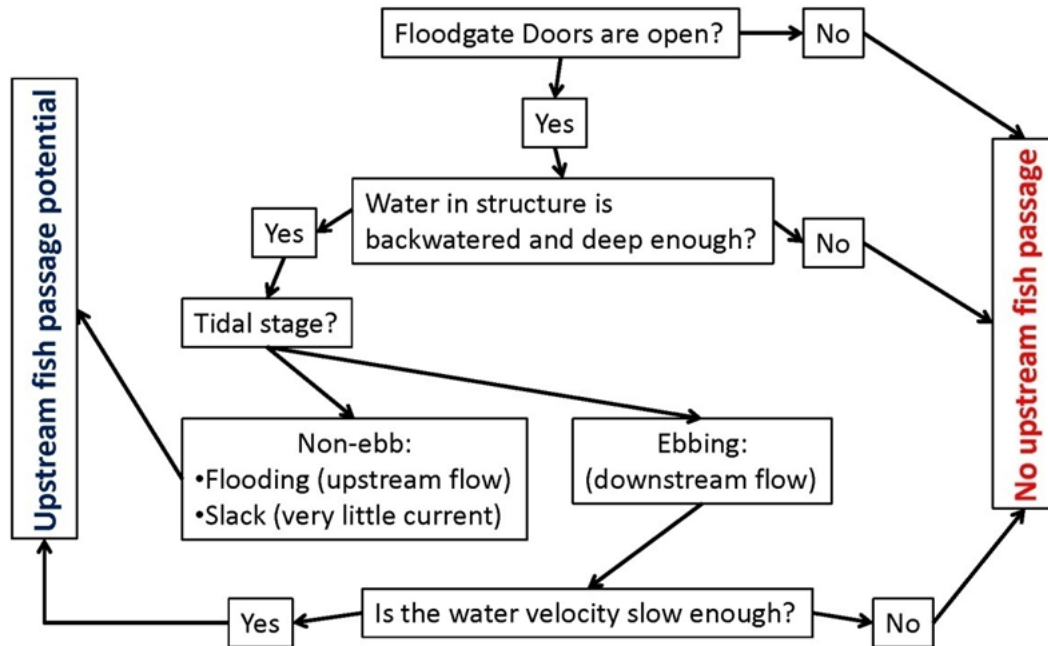 Floodgate Doors are open?
No
Yes
Upstream fish passage potential
No upstream fish passage
Water in structure is
backwatered and deep enough?
Yes
No
Tidal stage?
Non-ebb:
•Flooding (upstream flow)
•Slack (very little current)
Ebbing:
(downstream flow)
Is the water velocity slow enough?
Yes
No